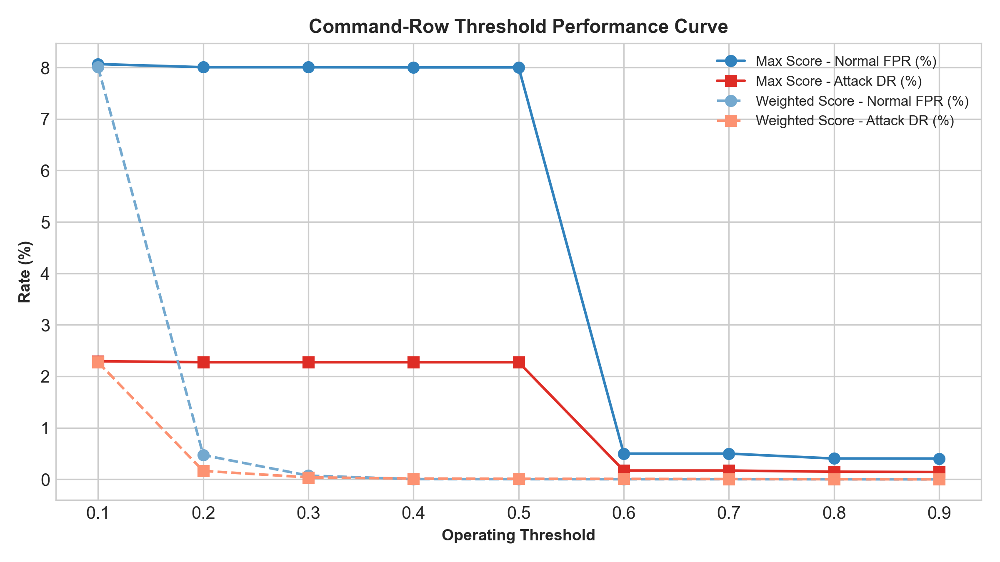 Command-Row Threshold Performance Curve
Max Score - Normal FPR (%)
Max Score - Attack DR (%)
Weighted Score - Normal FPR (%)
Weighted Score - Attack DR (%)
Rate (%)
8
7
6
5
4
3
2
1
0
0.1 0.2 0.3 0.4 0.5 0.6 0.7 0.8 0.9
Operating Threshold